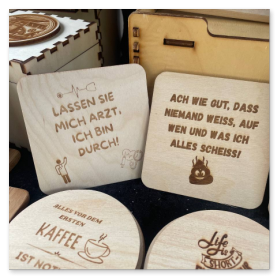 LASSEN SIE
MICH ARZT,
ICH BIN
DURCH!
ACH WIE GUT, DASS
NIEMAND WEISS, AUF
WEN UND WAS ICH
ALLES SCHEISS!
ALLES VOR DEM
ERSTEN
KAFFEE
IST NOT
Life is
SHORT